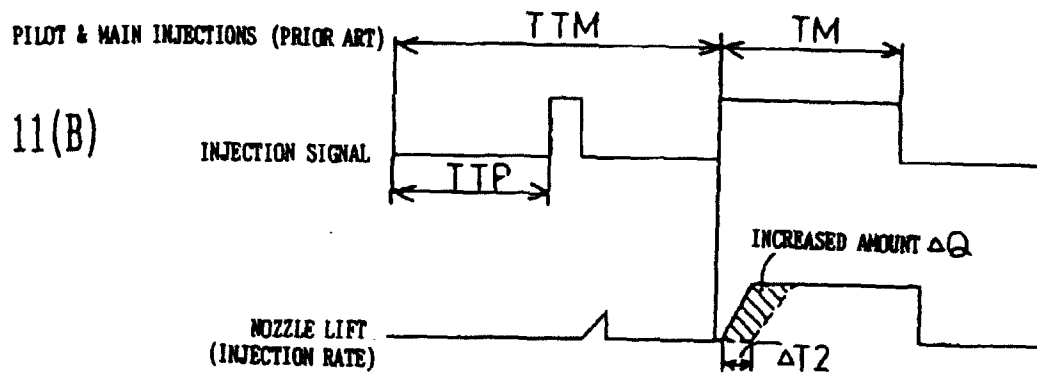 PILOT & MAIN INJECTIONS (PRIOR ART)
TTM
TM
11(B)
INJECTION SIGNAL
TTP
INCREASED AMOUNT ΔQ
NOZZLE LIFT
(INJECTION RATE)
ΔT2